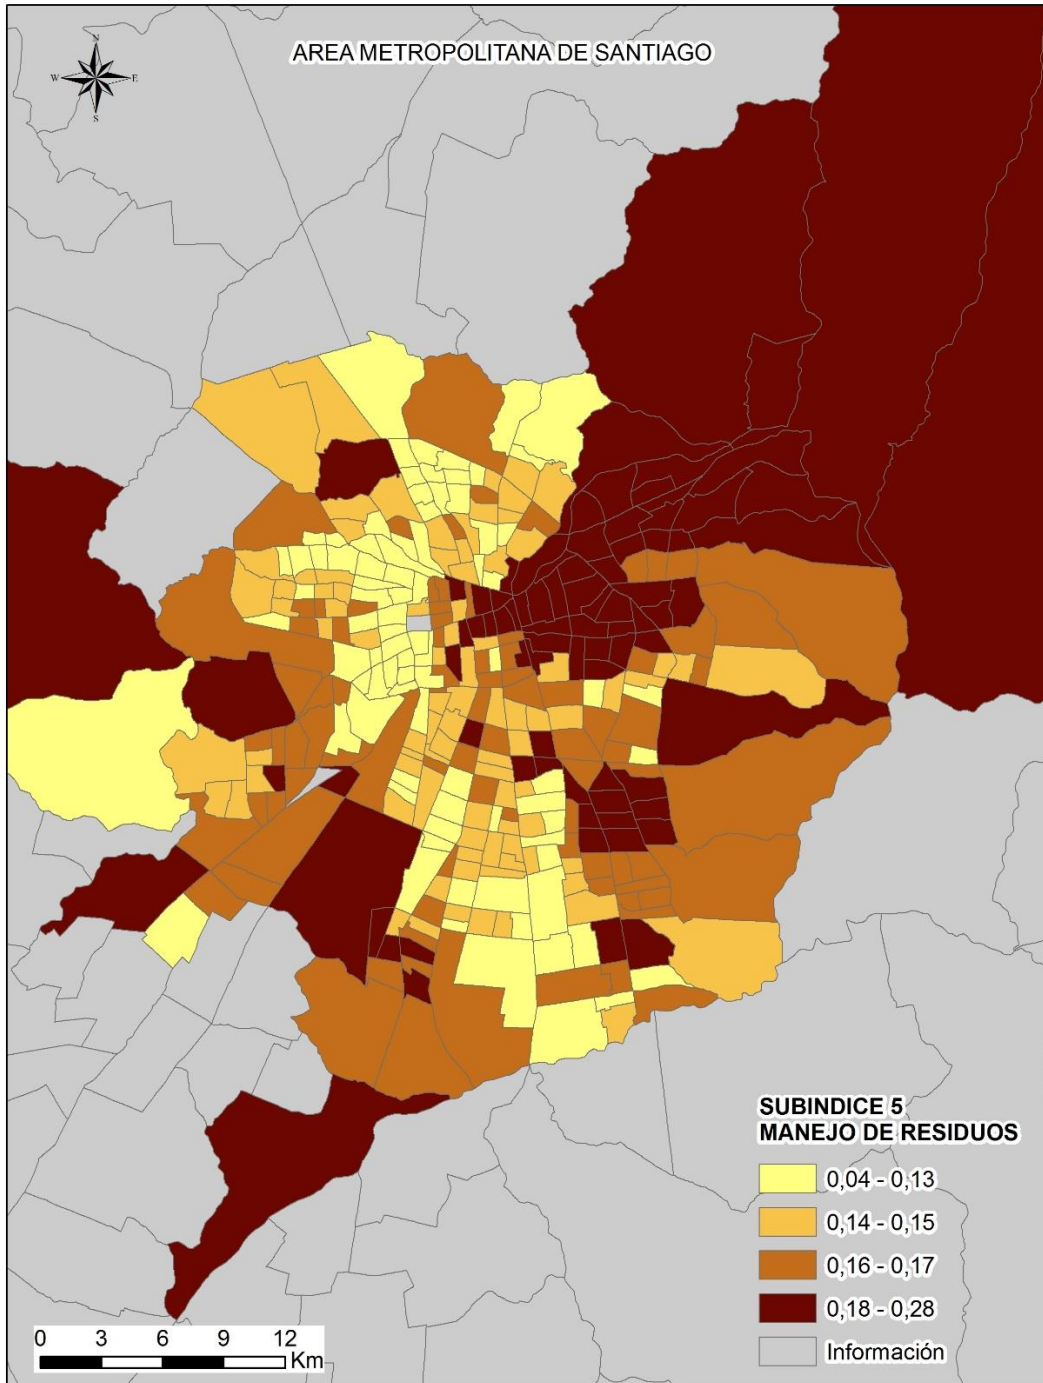 AREA METROPOLITANA DE SANTIAGO
N
W E
S
SUBINDICE 5
MANEJO DE RESIDUOS
0,04 - 0,13
0,14 - 0,15
0,16 - 0,17
0,18 - 0,28
Información
0 3 6 9 12
Km